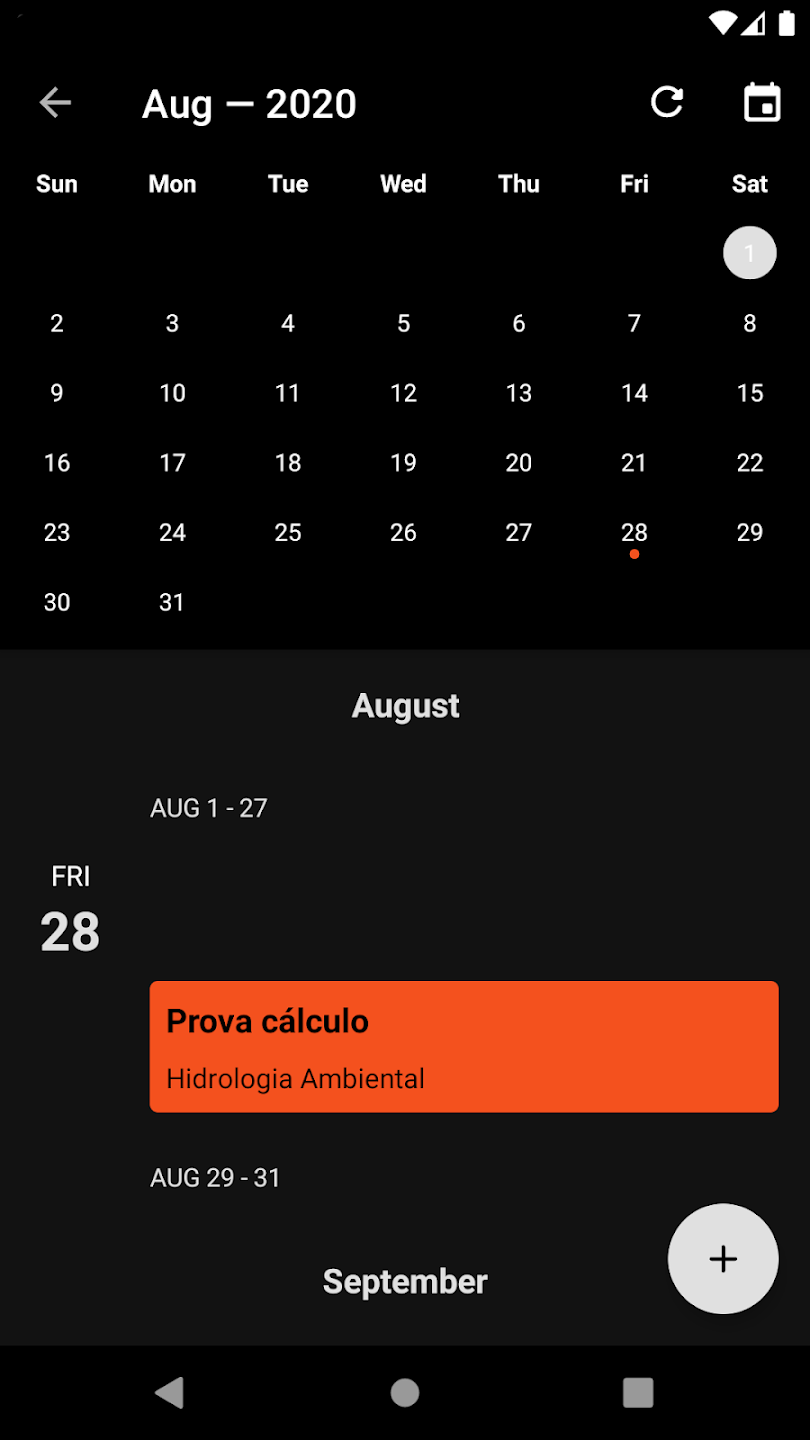 Aug — 2020
Sun Mon Tue Wed Thu Fri Sat
1
2 3 4 5 6 7 8
9 10 11 12 13 14 15
16 17 18 19 20 21 22
23 24 25 26 27 28 29
30 31
August
AUG 1 - 27
FRI
28
Prova cálculo
Hidrologia Ambiental
AUG 29 - 31
September